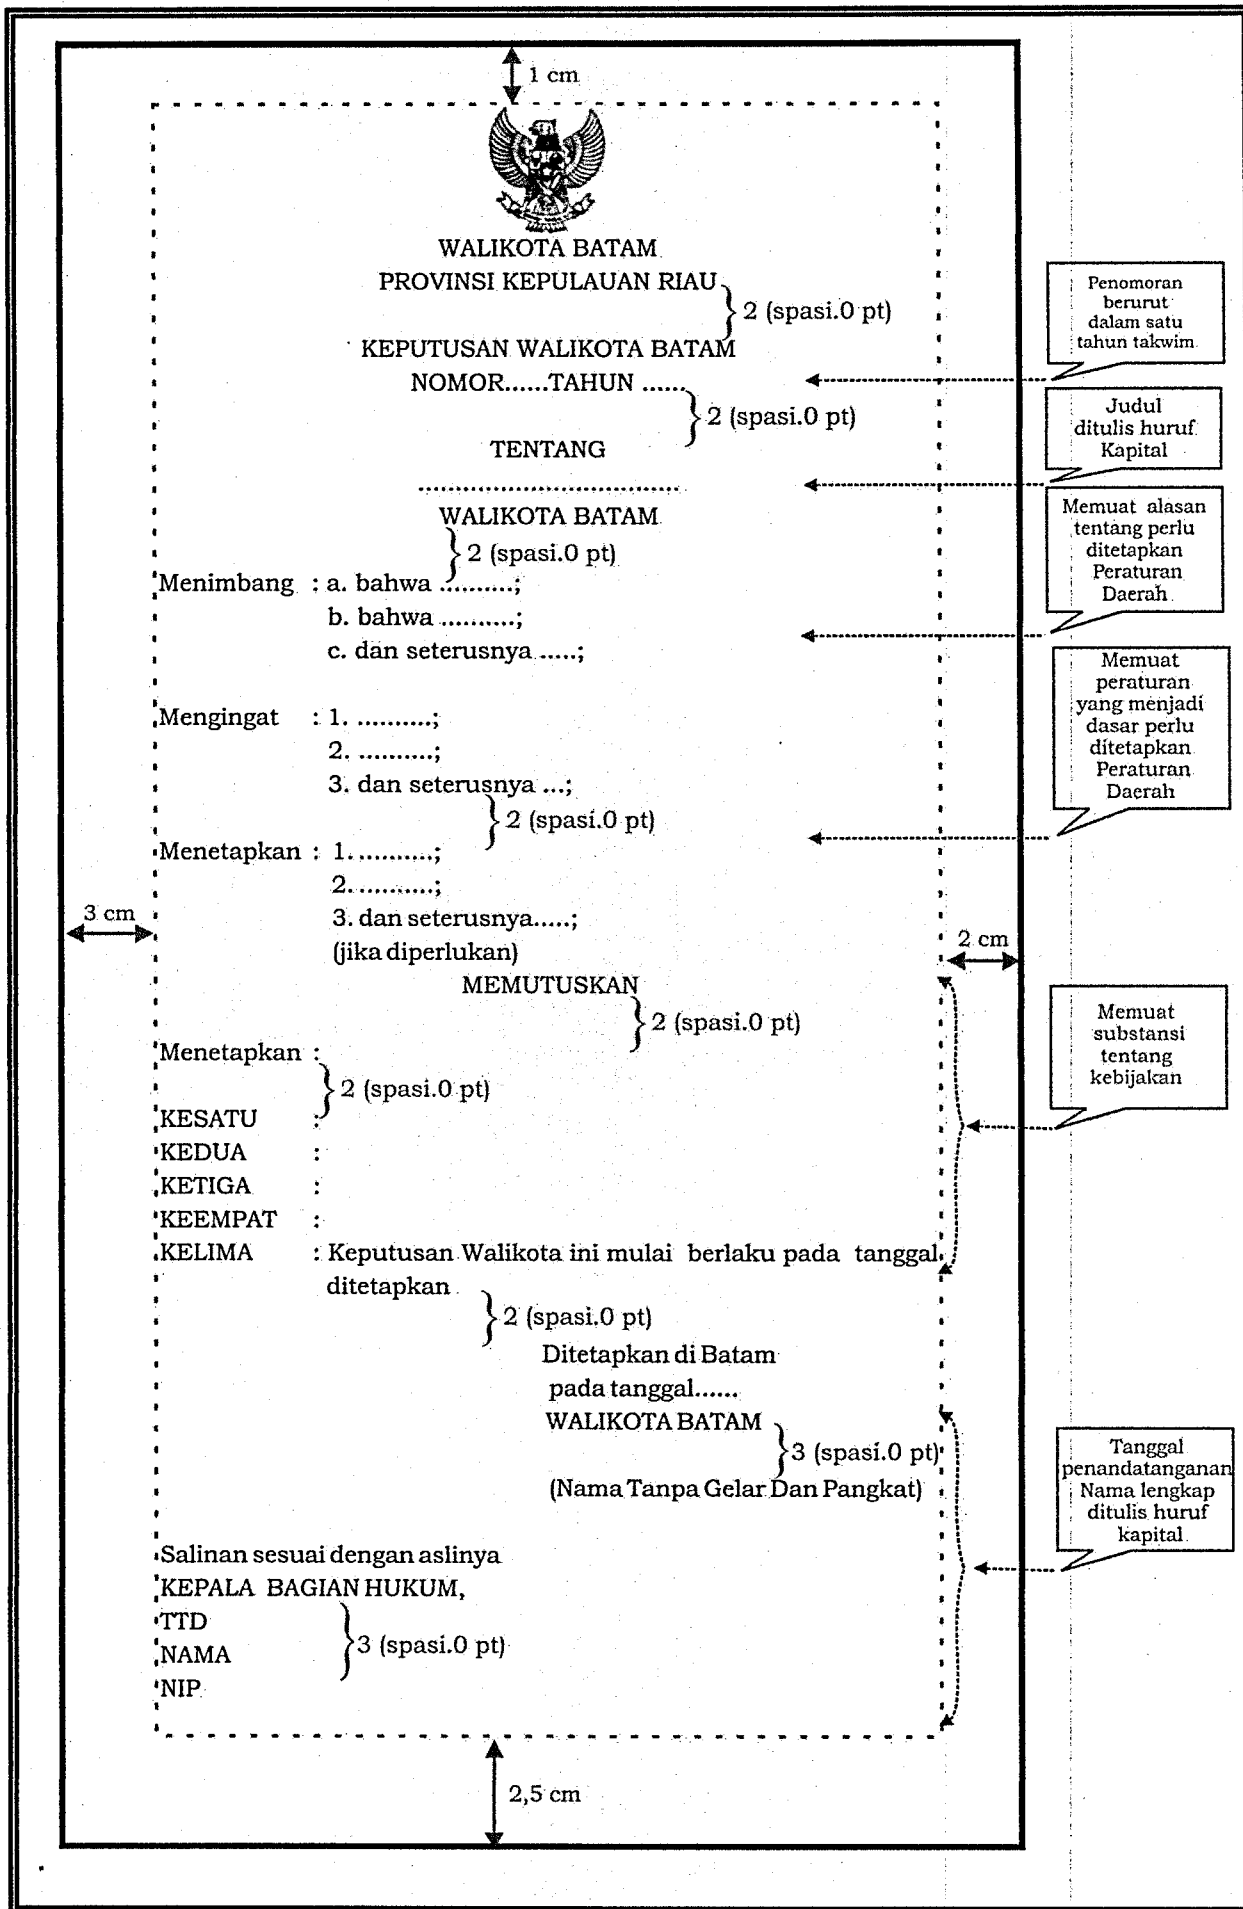 1 cm
WALIKOTA BATAM
PROVINSI KEPULAUAN RIAU
2 (spasi.0 pt)
KEPUTUSAN WALIKOTA BATAM
NOMOR......TAHUN ......
2 (spasi.0 pt)
TENTANG
................................
WALIKOTA BATAM
2 (spasi.0 pt)
Menimbang : a. bahwa ..........;
b. bahwa ..........;
c. dan seterusnya .....;
Mengingat : 1. ..........;
2. ..........;
3. dan seterusnya ...;
2 (spasi.0 pt)
Menetapkan : 1. ..........;
2. ..........;
3. dan seterusnya.....;
(jika diperlukan)
3 cm
2 cm
MEMUTUSKAN
2 (spasi.0 pt)
Menetapkan :
2 (spasi.0 pt)
KESATU :
KEDUA :
KETIGA :
KEEMPAT :
KELIMA : Keputusan Walikota ini mulai berlaku pada tanggal
ditetapkan
2 (spasi.0 pt)
Ditetapkan di Batam
pada tanggal......
WALIKOTA BATAM
3 (spasi.0 pt)
(Nama Tanpa Gelar Dan Pangkat)
Salinan sesuai dengan aslinya
KEPALA BAGIAN HUKUM,
TTD
3 (spasi.0 pt)
NAMA
NIP
2,5 cm
Penomoran
berurut
dalam satu
tahun takwim
Judul
ditulis huruf
Kapital
Memuat alasan
tentang perlu
ditetapkan
Peraturan
Daerah
Memuat
peraturan
yang menjadi
dasar perlu
ditetapkan
Peraturan
Daerah
Memuat
substansi
tentang
kebijakan
Tanggal
penandatanganan
Nama lengkap
ditulis huruf
kapital